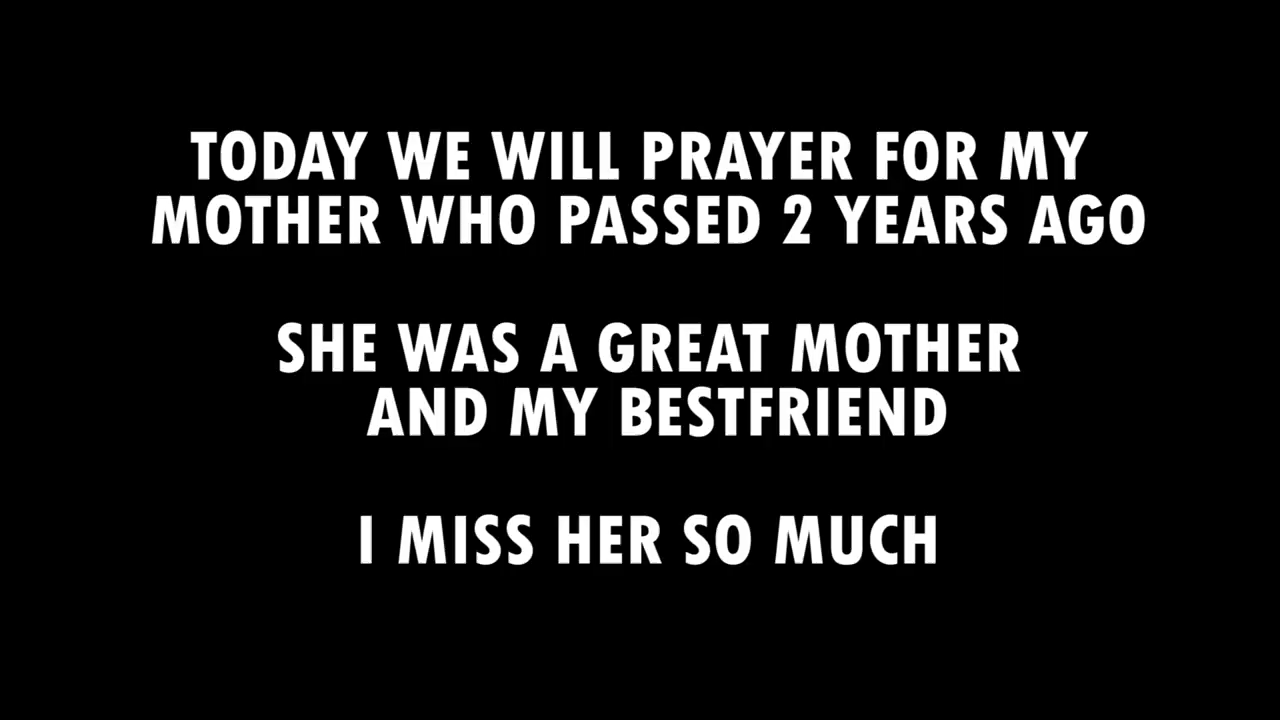 TODAY WE WILL PRAYER FOR MY
MOTHER WHO PASSED 2 YEARS AGO
SHE WAS A GREAT MOTHER
AND MY BESTFRIEND
I MISS HER SO MUCH